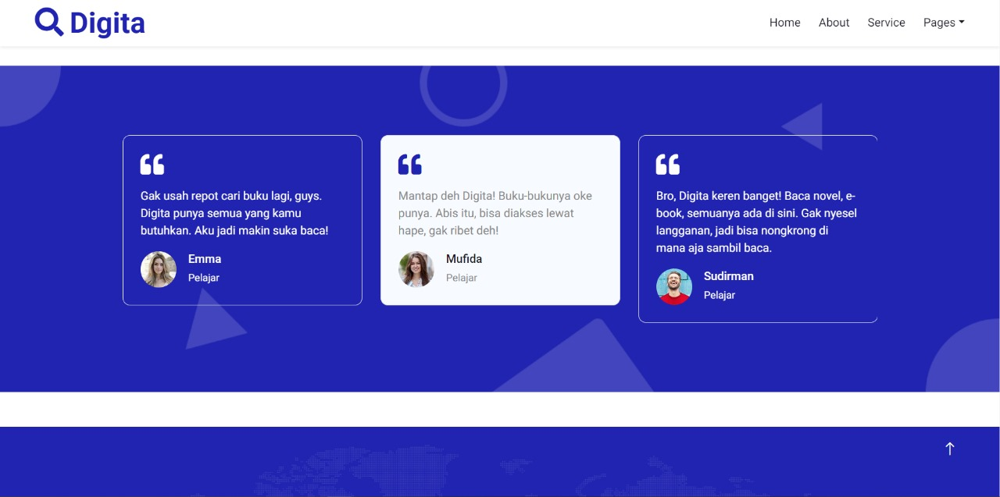 Digita
Home About Service Pages
Gak usah repot cari buku lagi, guys.
Digita punya semua yang kamu
butuhkan. Aku jadi makin suka baca!
Emma
Pelajar
Mantap deh Digita! Buku-bukunya oke
punya. Abis itu, bisa diakses lewat
hape, gak ribet deh!
Mufida
Pelajar
Bro, Digita keren banget! Baca novel, e-
book, semuanya ada di sini. Gak nyesel
langganan, jadi bisa nongkrong di
mana aja sambil baca.
Sudirman
Pelajar